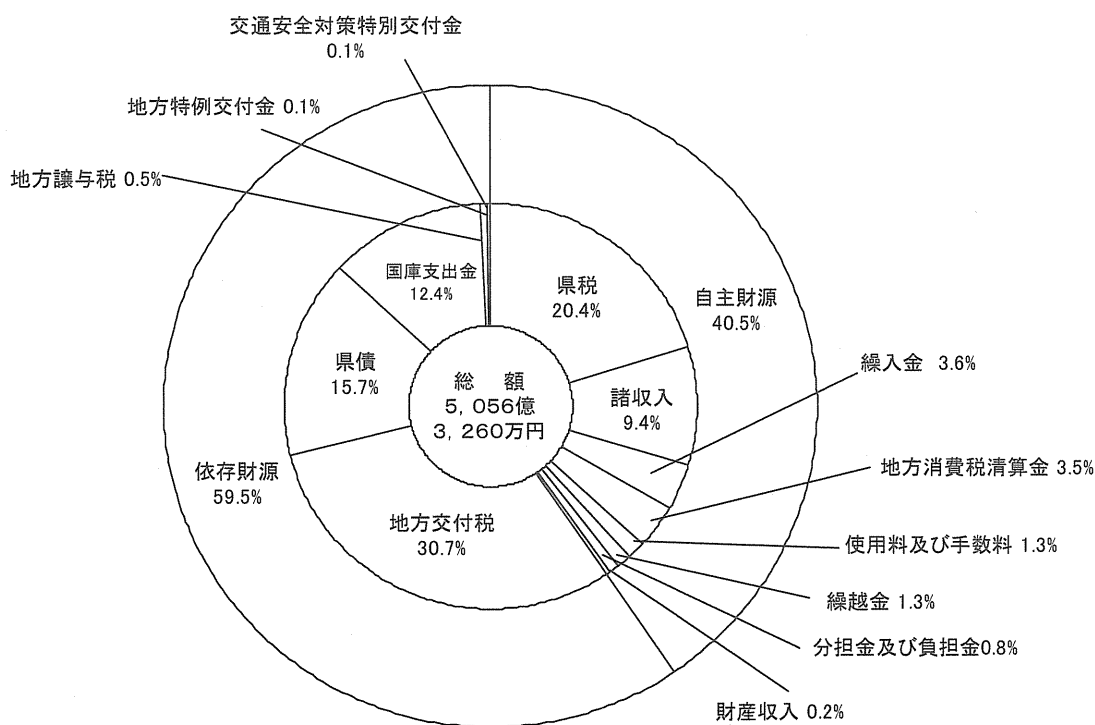 交通安全対策特別交付金
0.1%
地方特例交付金 0.1%
地方譲与税 0.5%
国庫支出金
12.4%
県税
20.4%
自主財源
40.5%
繰入金 3.6%
県債
15.7%
総 額
5,056億
3,260万円
諸収入
9.4%
地方消費税清算金 3.5%
依存財源
59.5%
地方交付税
30.7%
使用料及び手数料 1.3%
繰越金 1.3%
分担金及び負担金0.8%
財産収入 0.2%